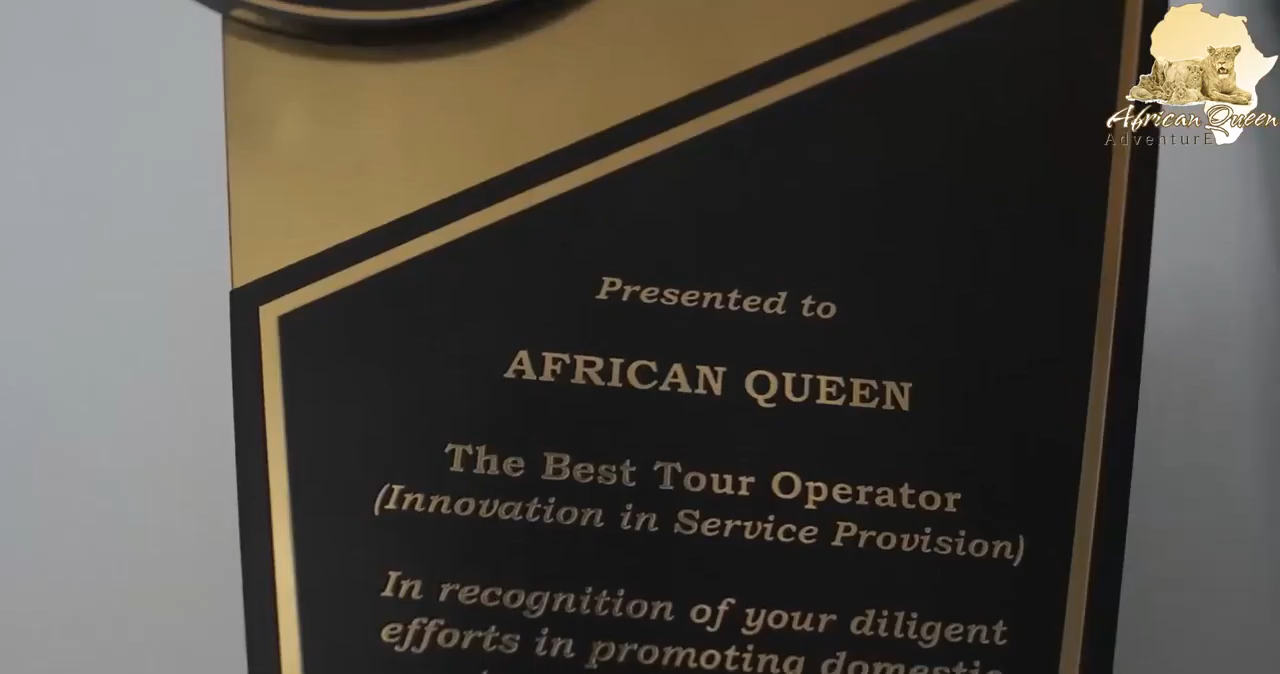 African Queen
AdventurE
Presented to
AFRICAN QUEEN
The Best Tour Operator
(Innovation in Service Provision)
In recognition of your diligent
efforts in promoting domestic